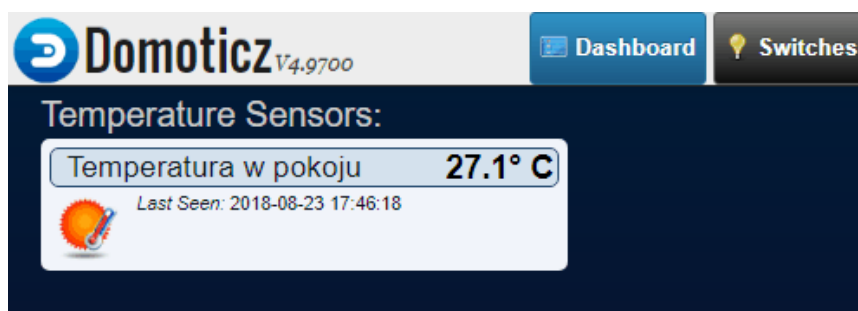 Domoticz V4.9700
Dashboard
Switches
Temperature Sensors:
Temperatura w pokoju 27.1° C
Last Seen: 2018-08-23 17:46:18